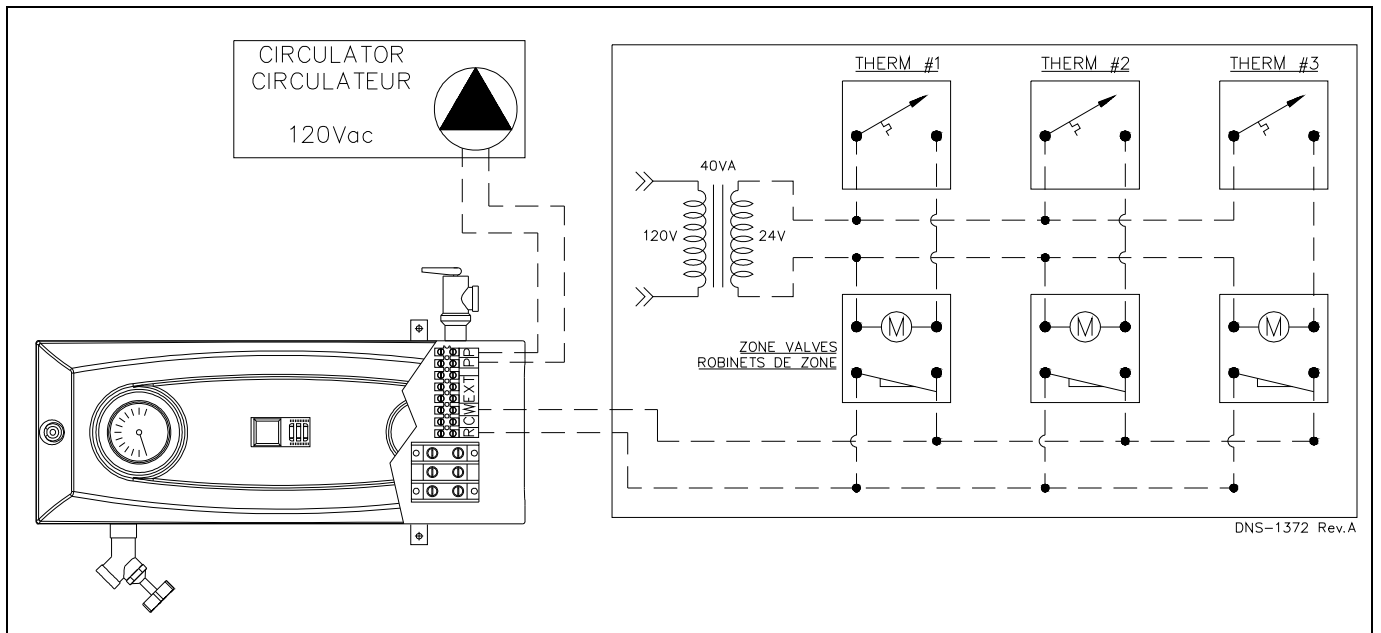 CIRCULATOR
CIRCULATEUR
120Vac
THERM #1
THERM #2
THERM #3
40VA
120V
24V
M
M
M
ZONE VALVES
ROBINETS DE ZONE
RCWEXT PP
DNS-1372 Rev.A